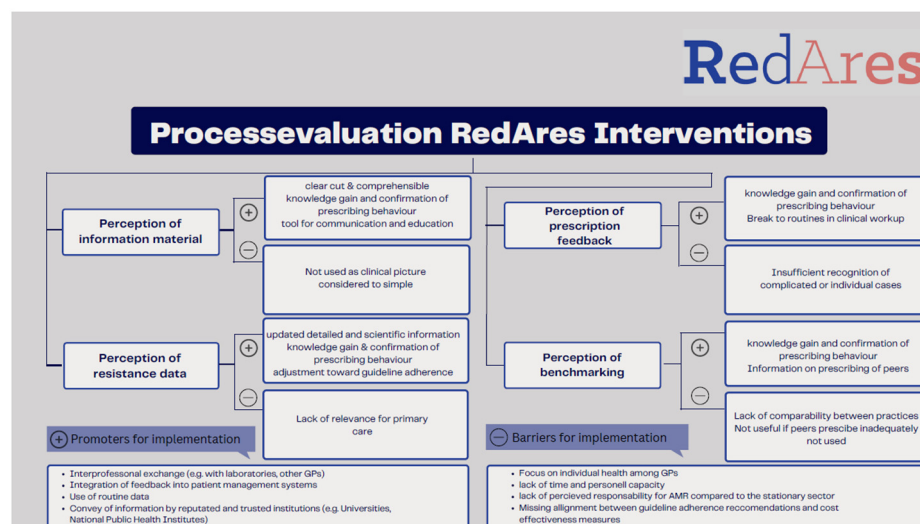 RedAres
Processevaluation RedAres Interventions
Perception of
information material
+
clear cut & comprehensible
knowledge gain and confirmation of
prescribing behaviour
tool for communication and education
−
Not used as clinical picture
considered to simple
Perception of
resistance data
+
updated detailed and scientific information
knowledge gain & confirmation of
prescribing behaviour
adjustment toward guideline adherence
−
Lack of relevance for primary
care
Perception of
prescription
feedback
+
knowledge gain and confirmation of
prescribing behaviour
Break to routines in clinical workup
−
Insufficient recognition of
complicated or individual cases
Perception of
benchmarking
+
knowledge gain and confirmation of
prescribing behaviour
Information on prescribing of peers
−
Lack of comparability between practices
Not useful if peers prescibe inadequately
not used
+ Promoters for implementation
• Interprofessonal exchange (e.g. with laboratories, other GPs)
• Integration of feedback into patient management systems
• Use of routine data
• Convey of information by reputated and trusted institutions (e.g. Universities,
National Public Health Institutes)
− Barriers for implementation
• Focus on individual health among GPs
• lack of time and personell capacity
• lack of percieved responsability for AMR compared to the stationary sector
• Missing allignment between guideline adherence reccomendations and cost
effectiveness measures